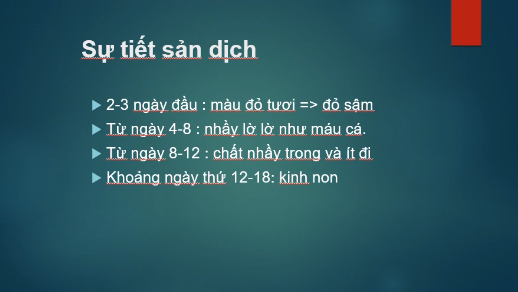 Sự tiết sản dịch
2-3 ngày đầu : màu đỏ tươi => đỏ sậm
Từ ngày 4-8 : nhầy lờ lờ như máu cá.
Từ ngày 8-12 : chất nhầy trong và ít đi
Khoảng ngày thứ 12-18: kinh non